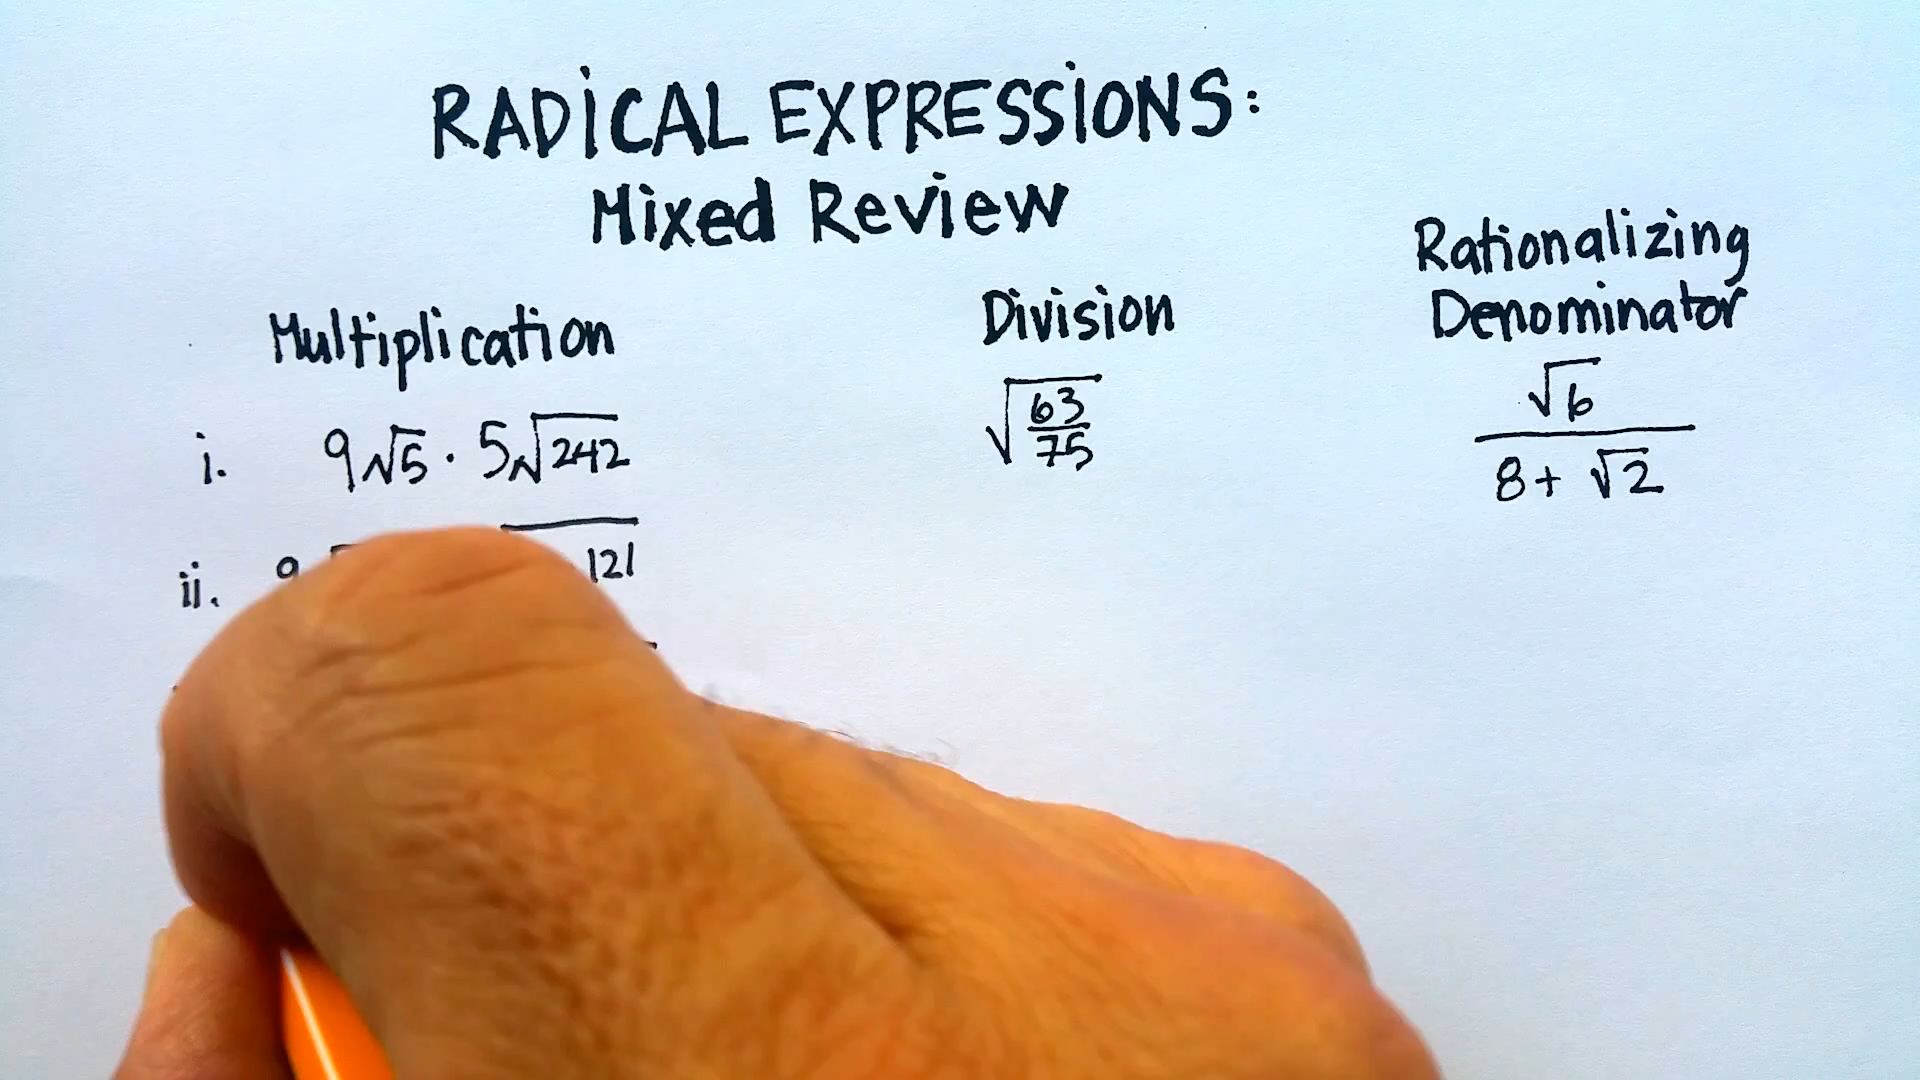 RADICAL EXPRESSIONS:
Mixed Review
Multiplication
i. 9√5 · 5√242
ii. 9 121
Division
√(63/75)
Rationalizing
Denominator
√6
8 + √2